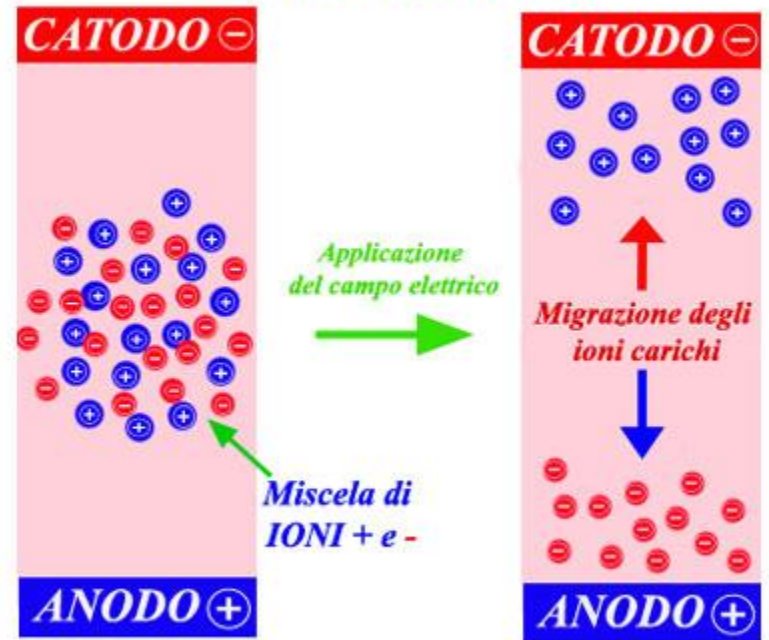 CATODO ⊖
CATODO ⊖
Applicazione
del campo elettrico
Migrazione degli
ioni carichi
Miscela di
IONI + e -
ANODO ⊕
ANODO ⊕